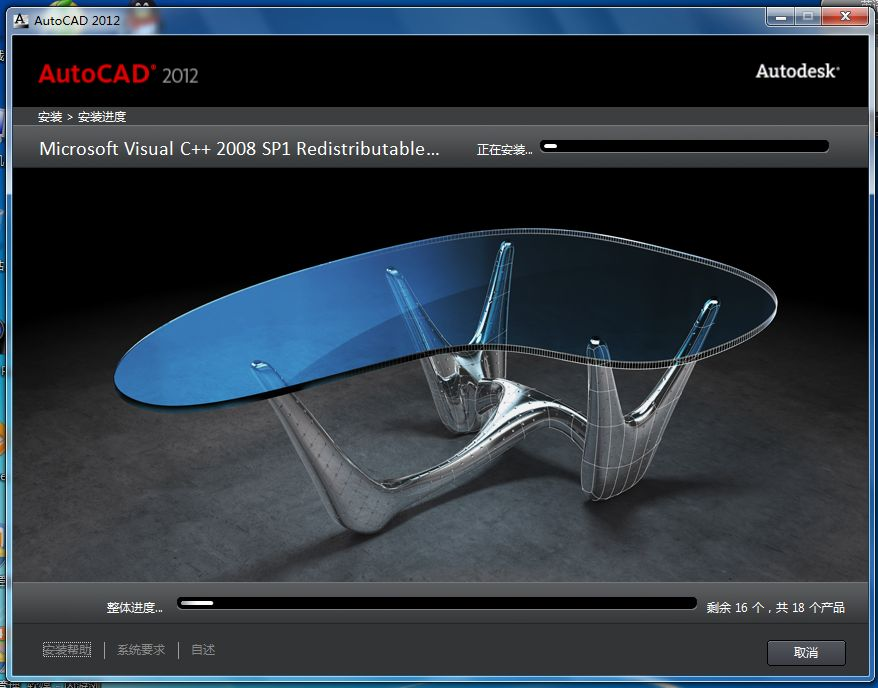 AutoCAD 2012
AutoCAD® 2012
Autodesk®
安装 > 安装进度
Microsoft Visual C++ 2008 SP1 Redistributable...
正在安装...
整体进度...
剩余 16 个，共 18 个产品
安装帮助
系统要求
自述
取消